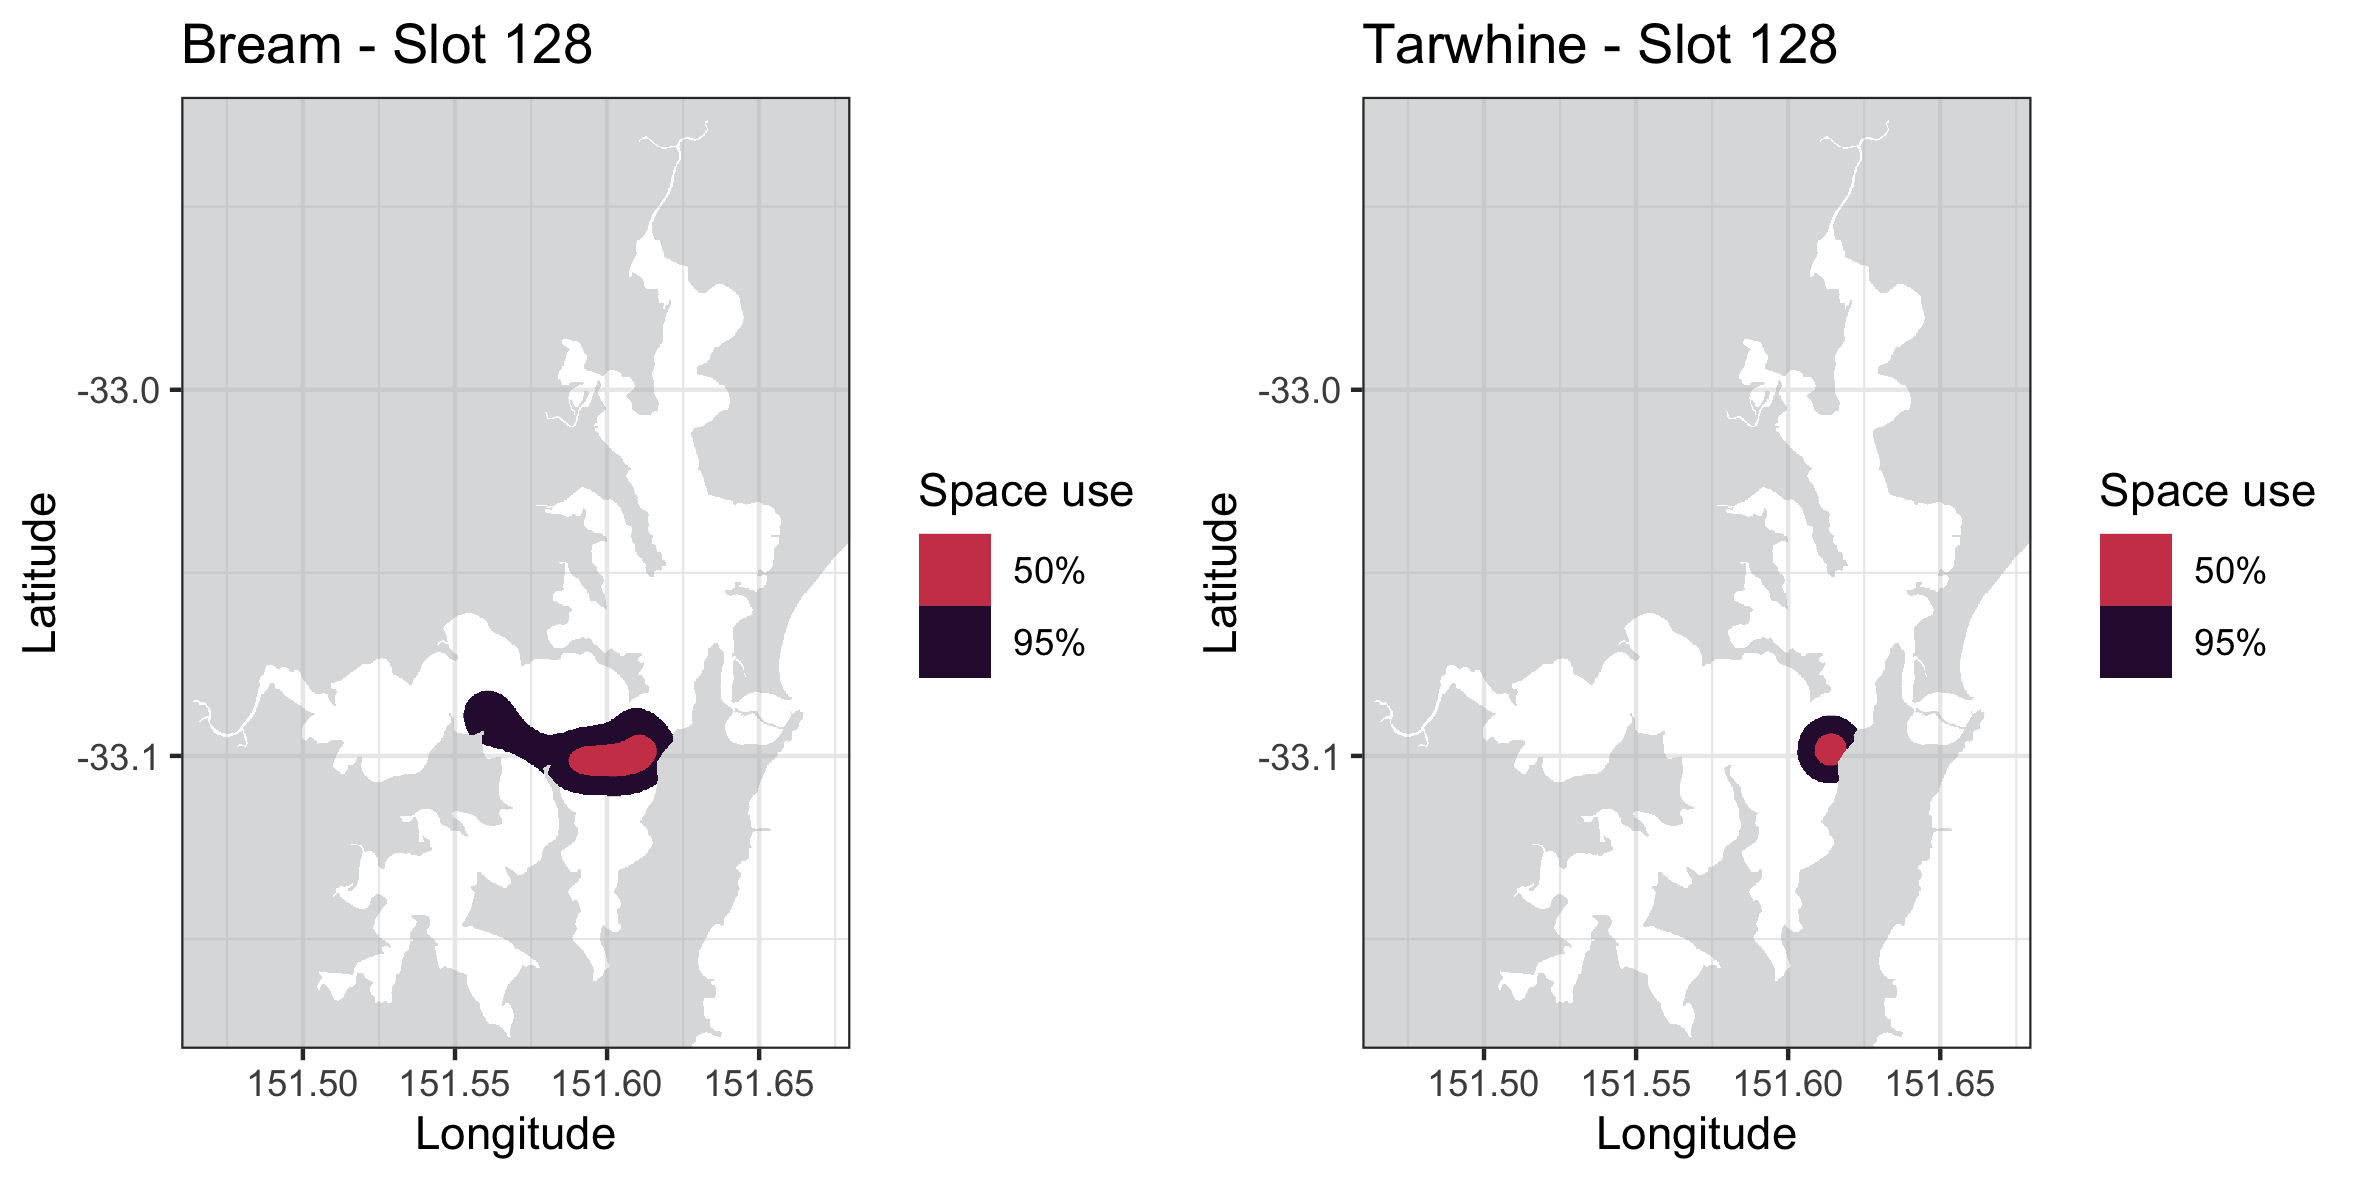 Bream - Slot 128
Latitude
-33.0
-33.1
151.50 151.55 151.60 151.65
Longitude
Space use
50%
95%
Tarwhine - Slot 128
Latitude
-33.0
-33.1
151.50 151.55 151.60 151.65
Longitude
Space use
50%
95%